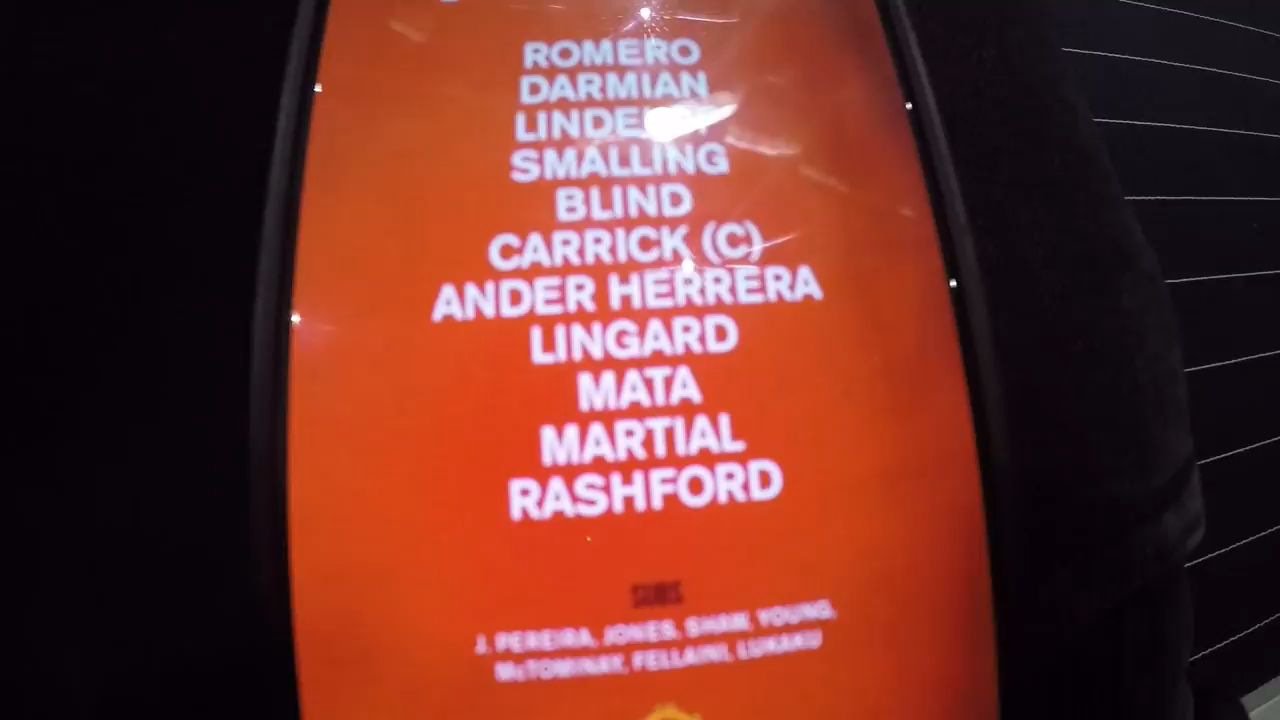 ROMERO
DARMIAN
SMALLING
BLIND
CARRICK (C)
ANDER HERRERA
LINGARD
MATA
MARTIAL
RASHFORD
SUBS
J. PEREIRA, JONES, SHAW, YOUNG,
McTOMINAY, FELLAINI, LUKAKU